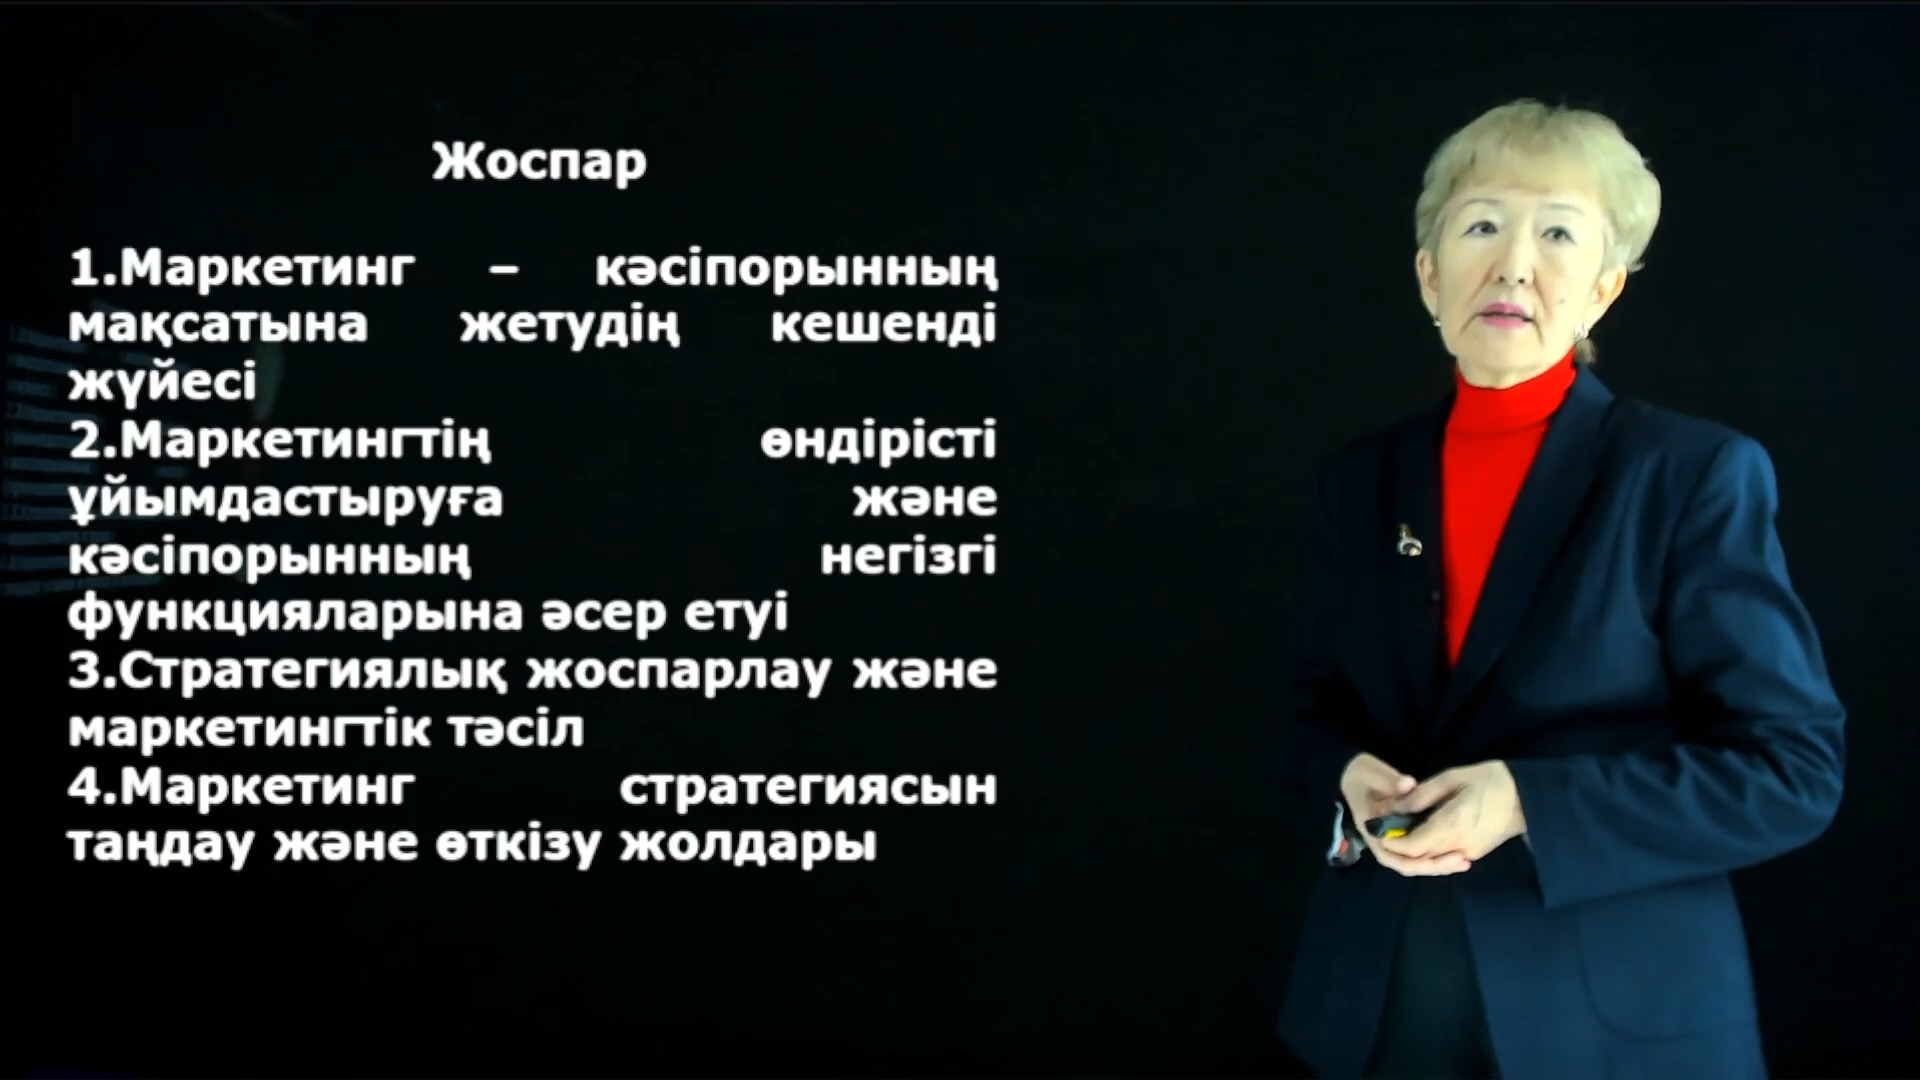 Жоспар
1.Маркетинг – кәсіпорынның
мақсатына жетудің кешенді
жүйесі
2.Маркетингтің өндірісті
ұйымдастыруға және
кәсіпорынның негізгі
функцияларына әсер етуі
3.Стратегиялық жоспарлау және
маркетингтік тәсіл
4.Маркетинг стратегиясын
таңдау және өткізу жолдары